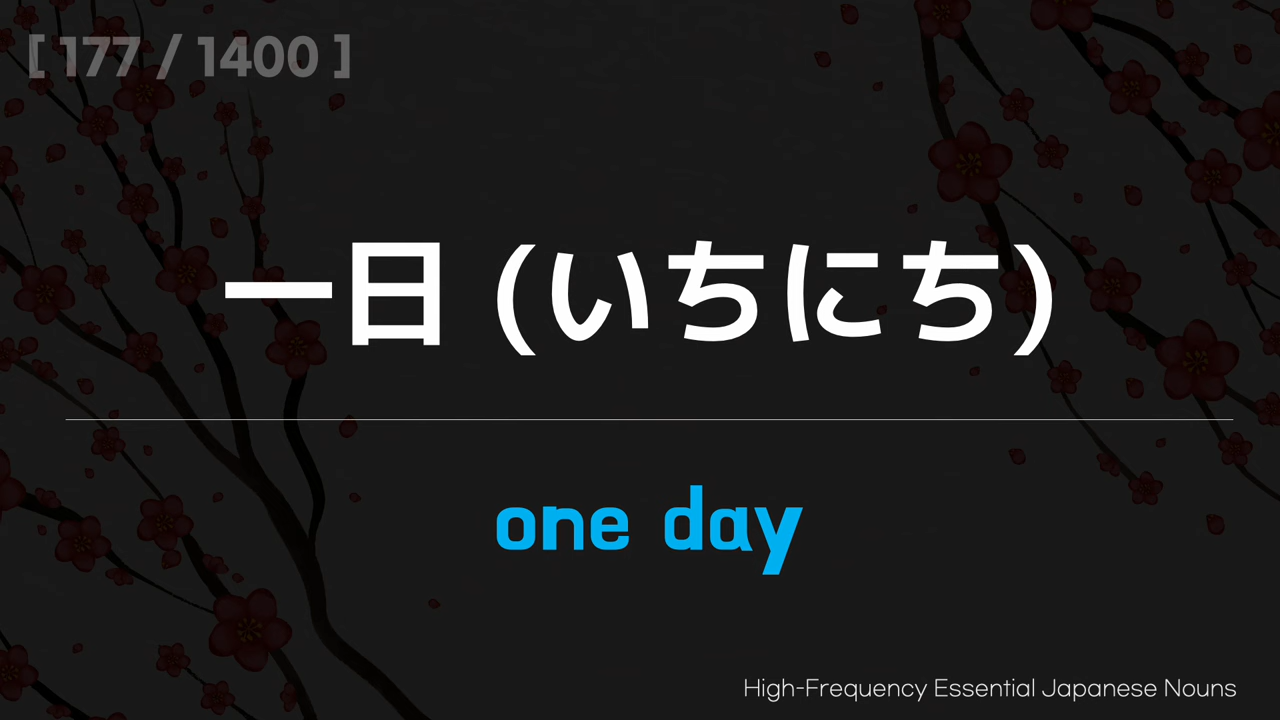 [ 177 / 1400 ]
一日 (いちにち)
one day
High-Frequency Essential Japanese Nouns